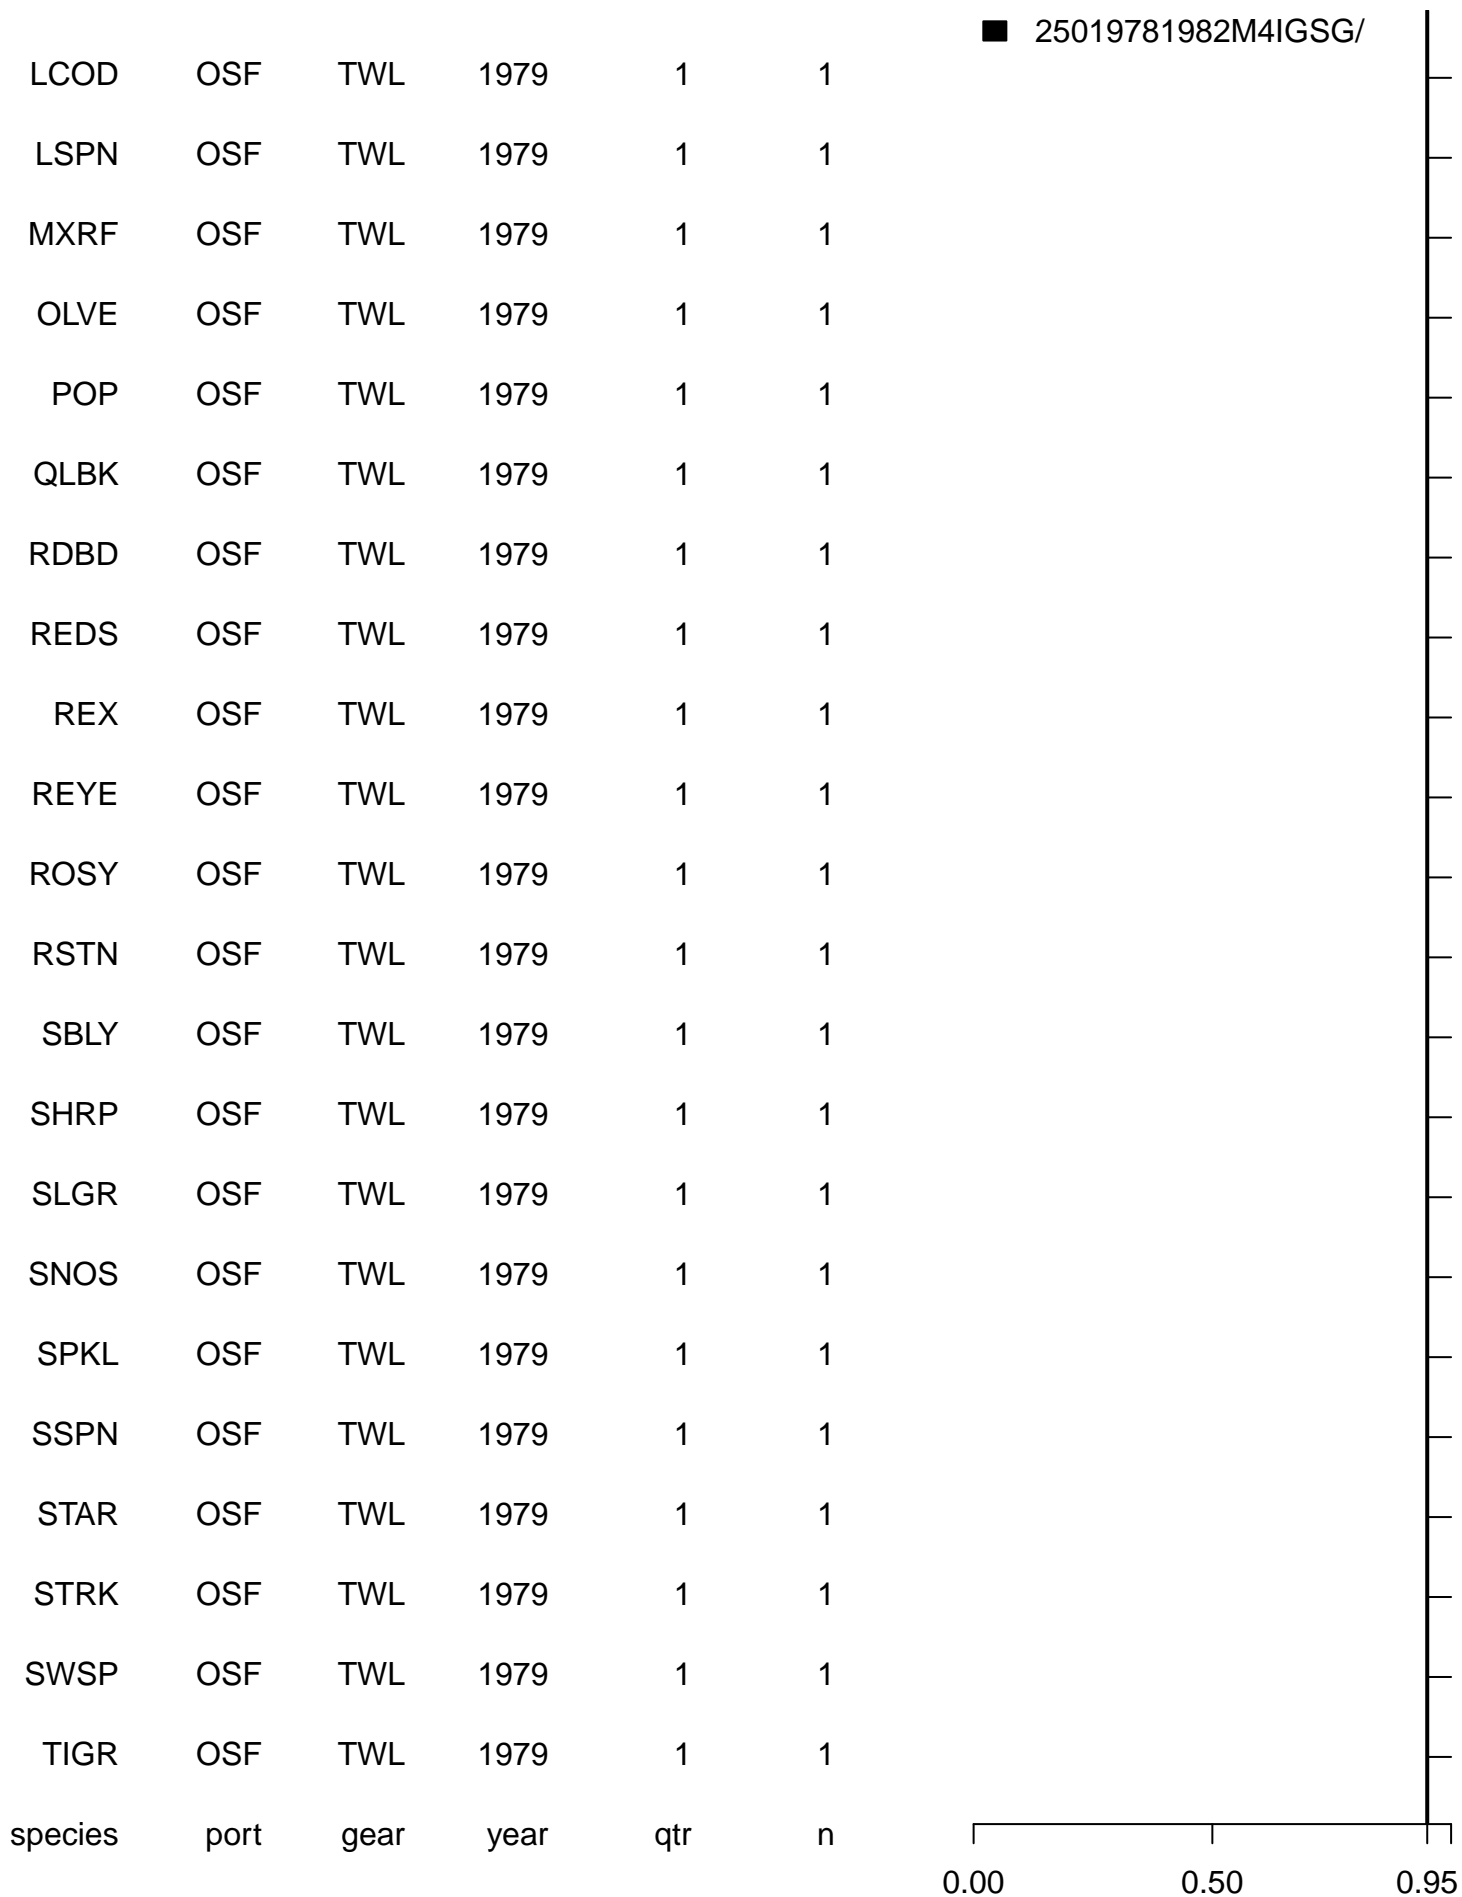 25019781982M4IGSG/
LCOD OSF TWL 1979 1 1
LSPN OSF TWL 1979 1 1
MXRF OSF TWL 1979 1 1
OLVE OSF TWL 1979 1 1
POP OSF TWL 1979 1 1
QLBK OSF TWL 1979 1 1
RDBD OSF TWL 1979 1 1
REDS OSF TWL 1979 1 1
REX OSF TWL 1979 1 1
REYE OSF TWL 1979 1 1
ROSY OSF TWL 1979 1 1
RSTN OSF TWL 1979 1 1
SBLY OSF TWL 1979 1 1
SHRP OSF TWL 1979 1 1
SLGR OSF TWL 1979 1 1
SNOS OSF TWL 1979 1 1
SPKL OSF TWL 1979 1 1
SSPN OSF TWL 1979 1 1
STAR OSF TWL 1979 1 1
STRK OSF TWL 1979 1 1
SWSP OSF TWL 1979 1 1
TIGR OSF TWL 1979 1 1
species port gear year qtr n
0.00 0.50 0.95